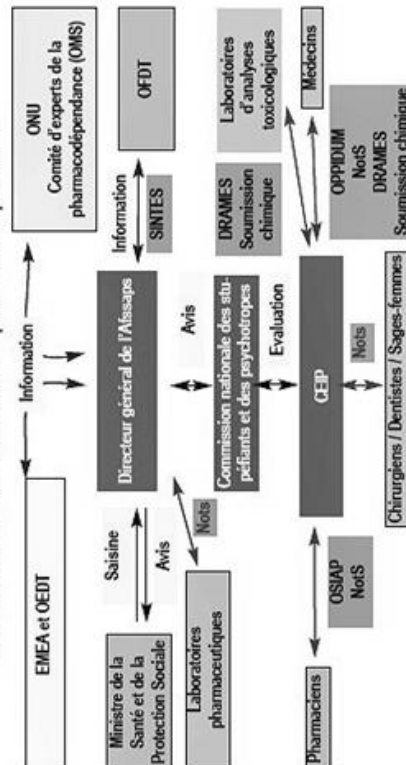 EMEA et OEDT
Information
ONU
Comité d'experts de la
pharmacodépendance (OMS)
Ministre de la
Santé et de la
Protection Sociale
Saisine
Avis
Directeur général de l'Afssaps
Information
SINTES
OFDT
Laboratoires
pharmaceutiques
Nots
Avis
Commission nationale des stu-
péfiants et des psychotropes
DRAMES
Soumission
chimique
Laboratoires
d'analyses
toxicologiques
Evaluation
Pharmaciens
OSIAP
NotS
CEIP
Médecins
OPPIDUM
NotS
DRAMES
Soumission chimique
Nots
Chirurgiens / Dentistes / Sages-femmes